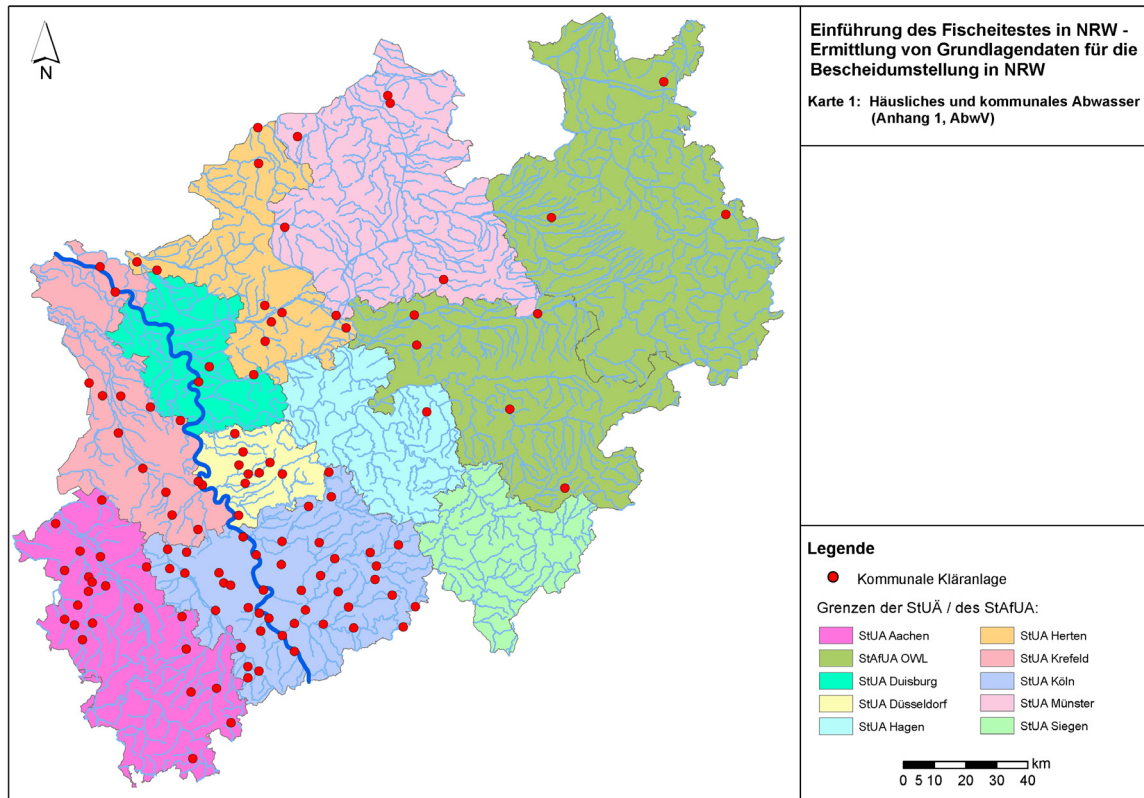 N
Einführung des Fischeitestes in NRW -
Ermittlung von Grundlagendaten für die
Bescheidumstellung in NRW
Karte 1: Häusliches und kommunales Abwasser
(Anhang 1, AbwV)
Legende
Kommunale Kläranlage
Grenzen der StUÄ / des StAfUA:
StUA Aachen
StAfUA OWL
StUA Duisburg
StUA Düsseldorf
StUA Hagen
StUA Herten
StUA Krefeld
StUA Köln
StUA Münster
StUA Siegen
km
0 5 10 20 30 40